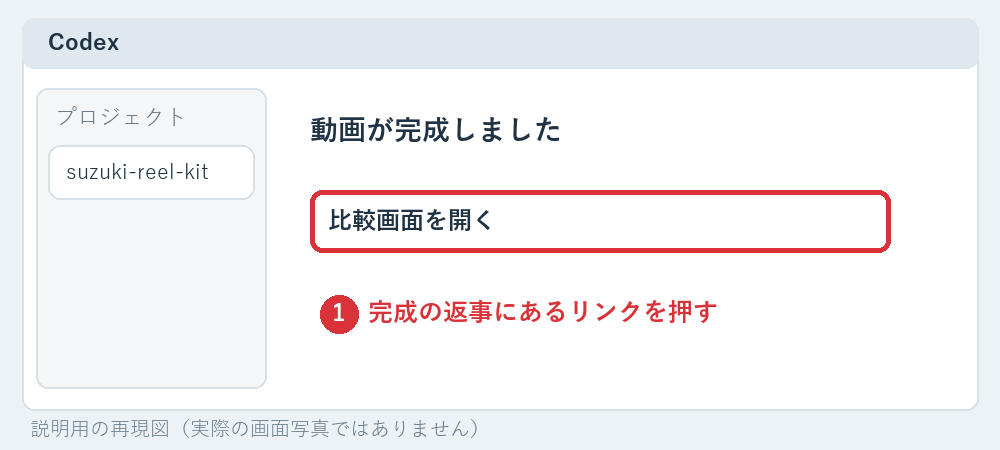 Codex
プロジェクト
suzuki-reel-kit
動画が完成しました
比較画面を開く
1 完成の返事にあるリンクを押す
説明用の再現図（実際の画面写真ではありません）